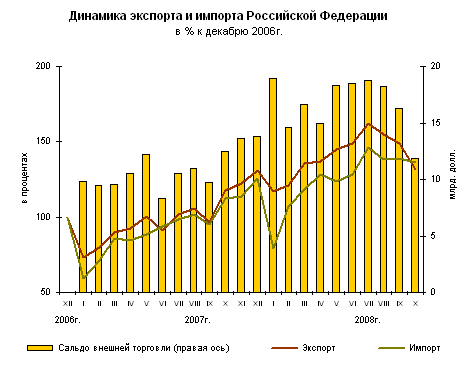 Динамика экспорта и импорта Российской Федерации
в % к декабрю 2006г.
200
150
100
50
в процентах
20
15
10
5
0
млрд. долл.
XII I II III IV V VI VII VIII IX X XI XII I II III IV V VI VII VIII IX X
2006г. 2007г. 2008г.
Сальдо внешней торговли (правая ось) Экспорт Импорт